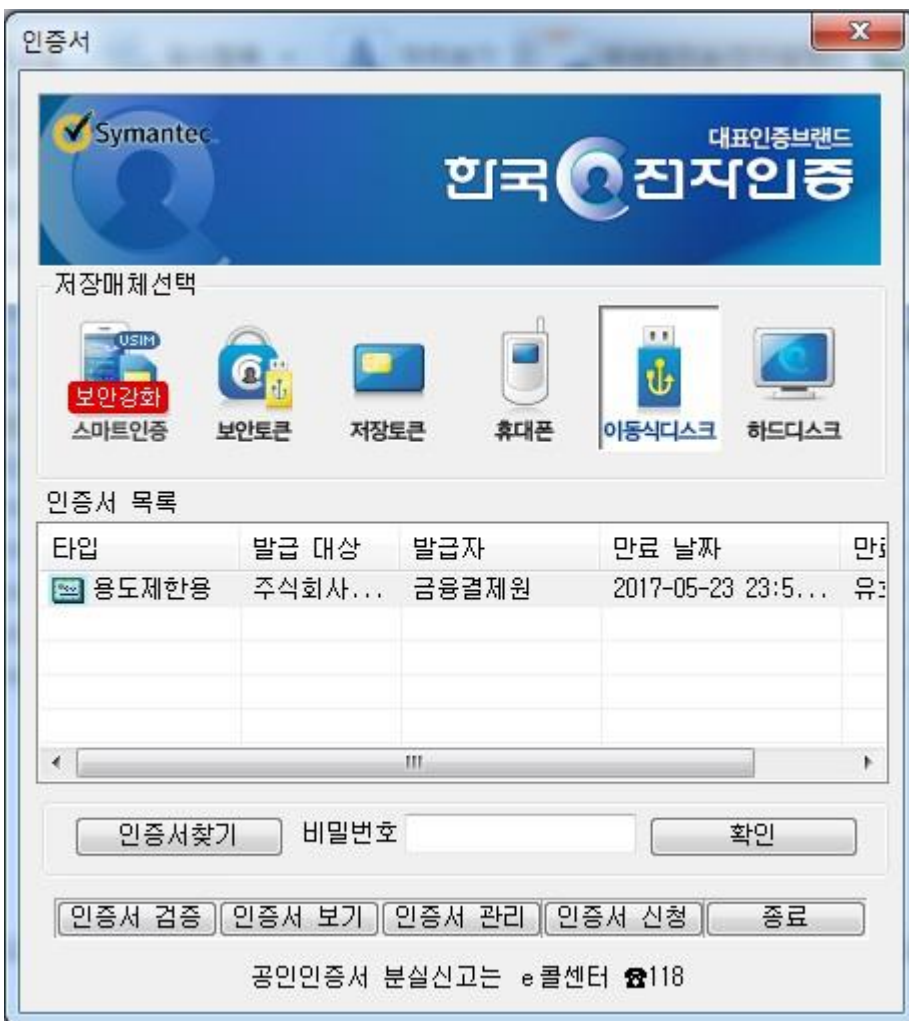 인증서
Symantec
대표인증브랜드
한국전자인증
저장매체선택
USIM
보안강화
스마트인증 보안토큰 저장토큰 휴대폰 이동식디스크 하드디스크
인증서 목록
타입 발급 대상 발급자 만료 날짜
용도제한용 주식회사... 금융결제원 2017-05-23 23:5...
인증서찾기 비밀번호 확인
인증서 검증 인증서 보기 인증서 관리 인증서 신청 종료
공인인증서 분실신고는 e콜센터 ☎118